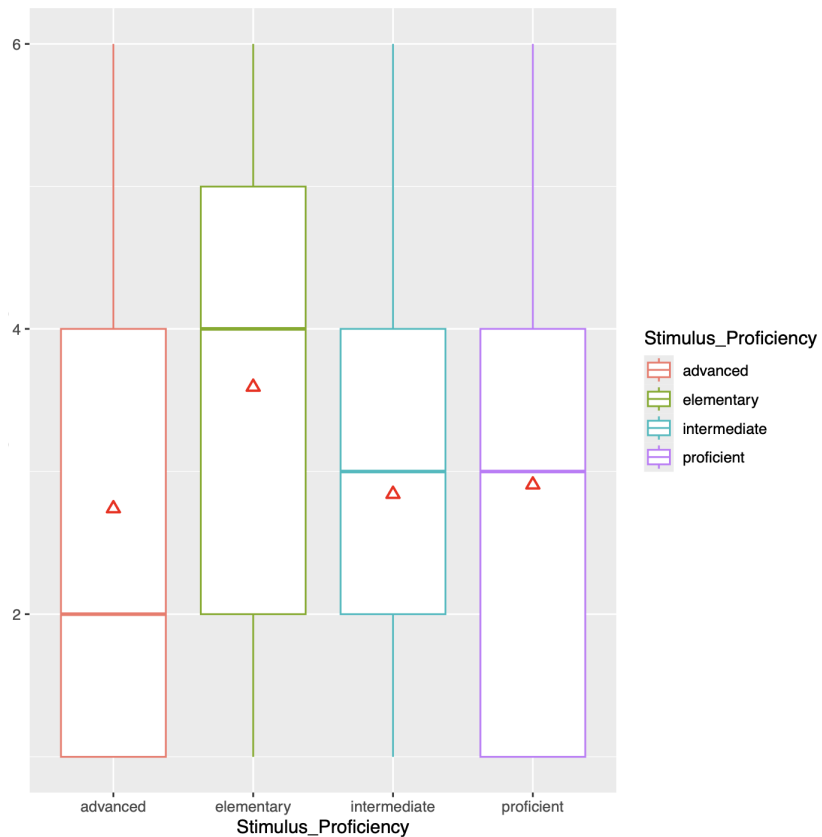 6
4
2
advanced
elementary
intermediate
proficient
Stimulus_Proficiency
Stimulus_Proficiency
advanced
elementary
intermediate
proficient